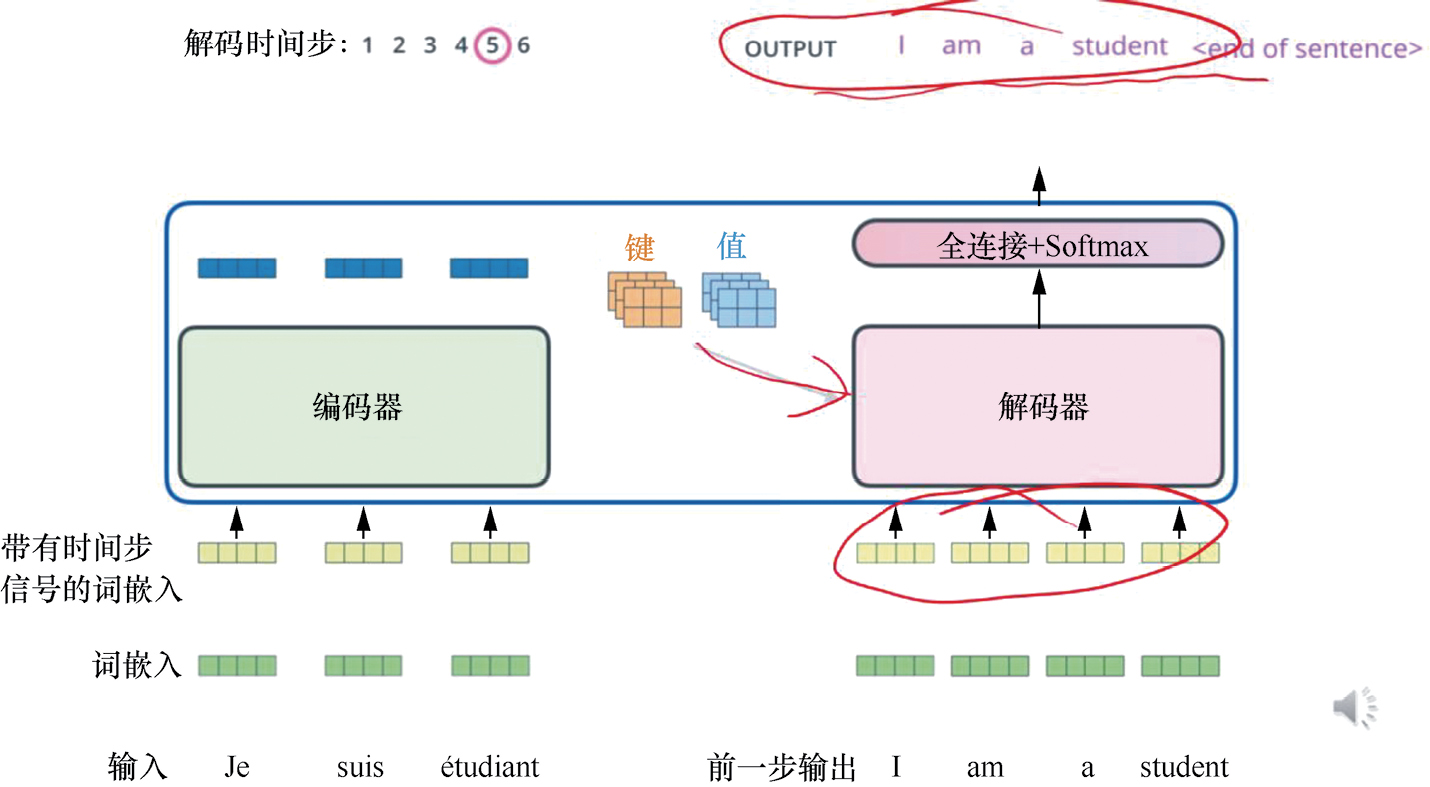 解码时间步：1 2 3 4 5 6
OUTPUT I am a student <end of sentence>
键 值
全连接+Softmax
编码器 解码器
带有时间步
信号的词嵌入
词嵌入
输入 Je suis étudiant 前一步输出 I am a student